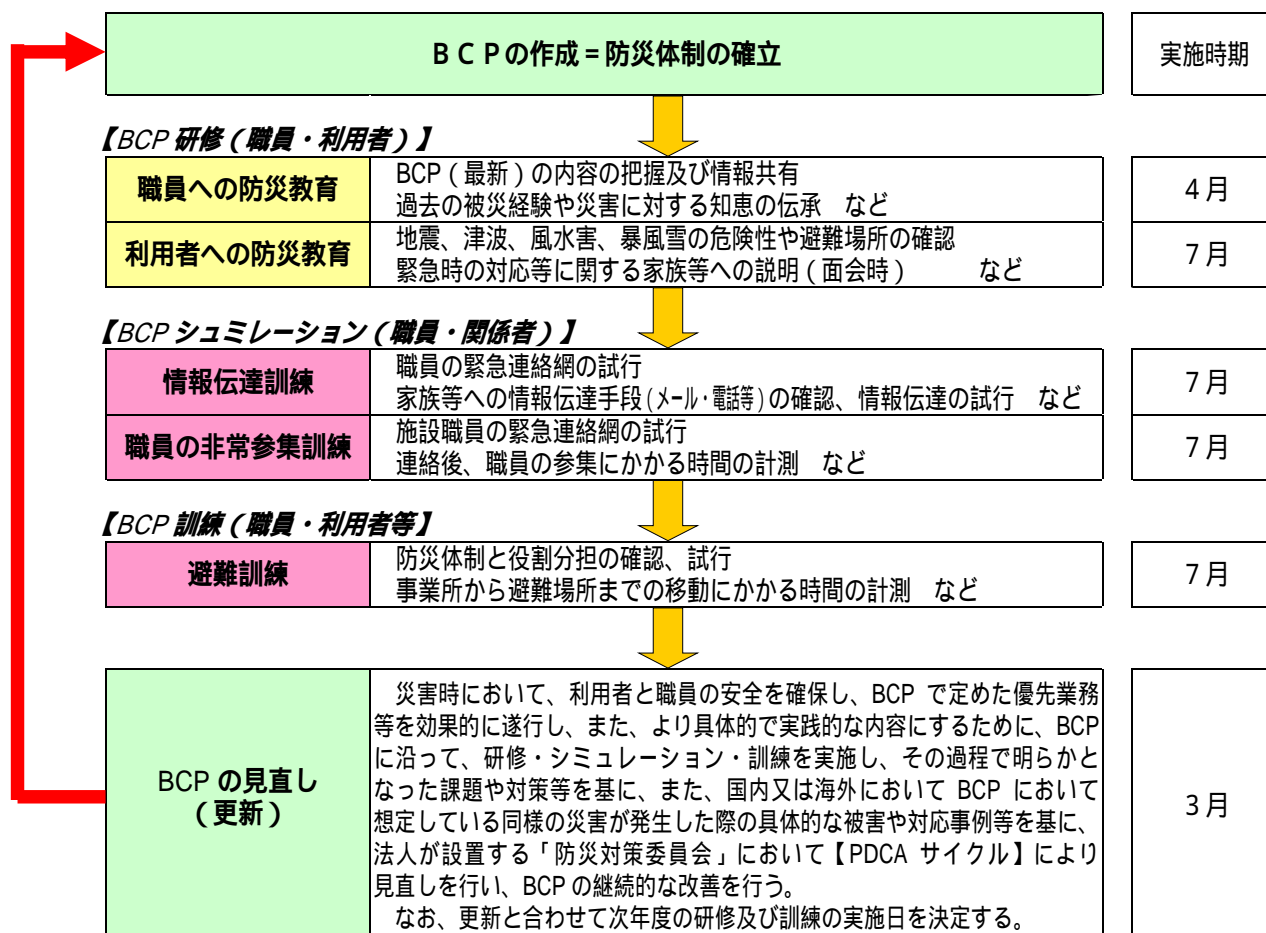 ＢＣＰの作成＝防災体制の確立
実施時期
【BCP 研修（職員・利用者）】
職員への防災教育
BCP（最新）の内容の把握及び情報共有
過去の被災経験や災害に対する知恵の伝承　など
4月
利用者への防災教育
地震、津波、風水害、暴風雪の危険性や避難場所の確認
緊急時の対応等に関する家族等への説明（面会時）　など
7月
【BCP シュミレーション（職員・関係者）】
情報伝達訓練
職員の緊急連絡網の試行
家族等への情報伝達手段(メール・電話等)の確認、情報伝達の試行　など
7月
職員の非常参集訓練
施設職員の緊急連絡網の試行
連絡後、職員の参集にかかる時間の計測　など
7月
【BCP 訓練（職員・利用者等】
避難訓練
防災体制と役割分担の確認、試行
事業所から避難場所までの移動にかかる時間の計測　など
7月
BCP の見直し
（更新）
災害時において、利用者と職員の安全を確保し、BCP で定めた優先業務
等を効果的に遂行し、また、より具体的で実践的な内容にするために、BCP
に沿って、研修・シミュレーション・訓練を実施し、その過程で明らかと
なった課題や対策等を基に、また、国内又は海外において BCP において
想定している同様の災害が発生した際の具体的な被害や対応事例等を基に、
法人が設置する「防災対策委員会」において【PDCA サイクル】により
見直しを行い、BCP の継続的な改善を行う。
なお、更新と合わせて次年度の研修及び訓練の実施日を決定する。
3月